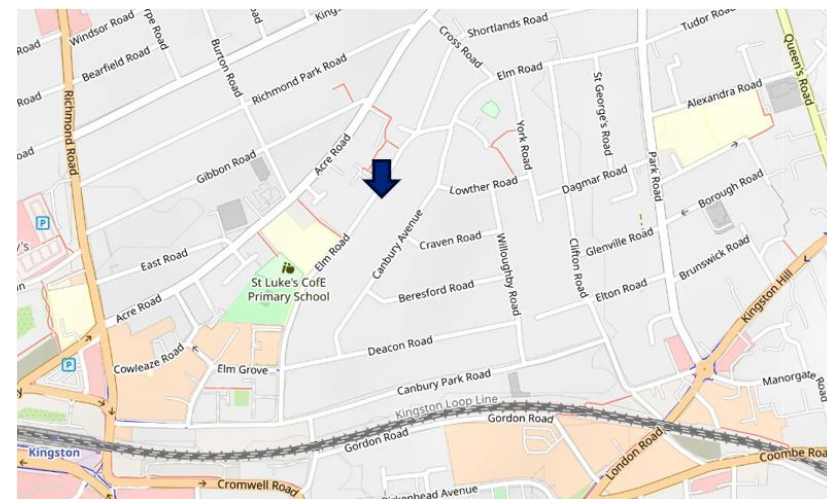 Road
Windsor Road
rpe Road
Kings
Shortlands Road
Tudor Road
Road
Bearfield Road
Burton Road
Cross Road
Elm Road
Queen's Road
Richmond Park Road
St George's Road
Road
Richmond Road
Alexandra Road
Acre Road
York Road
Gibbon Road
Park Road
Lowther Road
Dagmar Road
Borough Road
P
y's
Canbury Avenue
Craven Road
East Road
Elm Road
Willoughby Road
Clifton Road
Glenville Road
Brunswick Road
St Luke's CofE
Primary School
Beresford Road
Elton Road
Kingston Hill
Acre Road
Deacon Road
Cowleaze Road
P
Elm Grove
Canbury Park Road
Manorgate Road
Kingston Loop Line
Gordon Road
Gordon Road
Kingston
London Road
Coombe Roa
Cromwell Road
Avenue